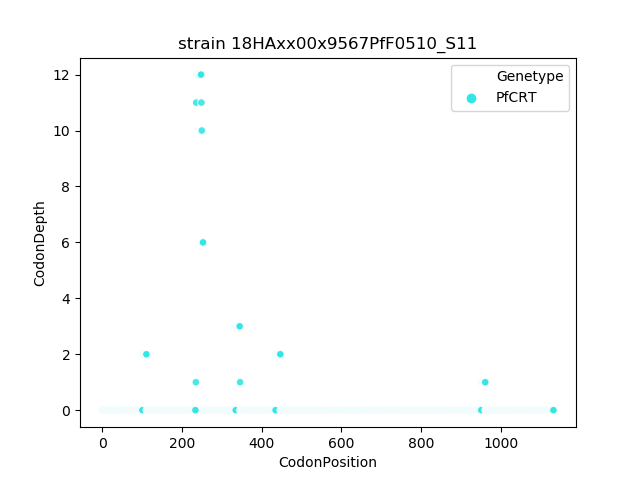 strain 18HAxx00x9567PfF0510_S11
Genetype
PfCRT
CodonDepth
12
10
8
6
4
2
0
0 200 400 600 800 1000
CodonPosition